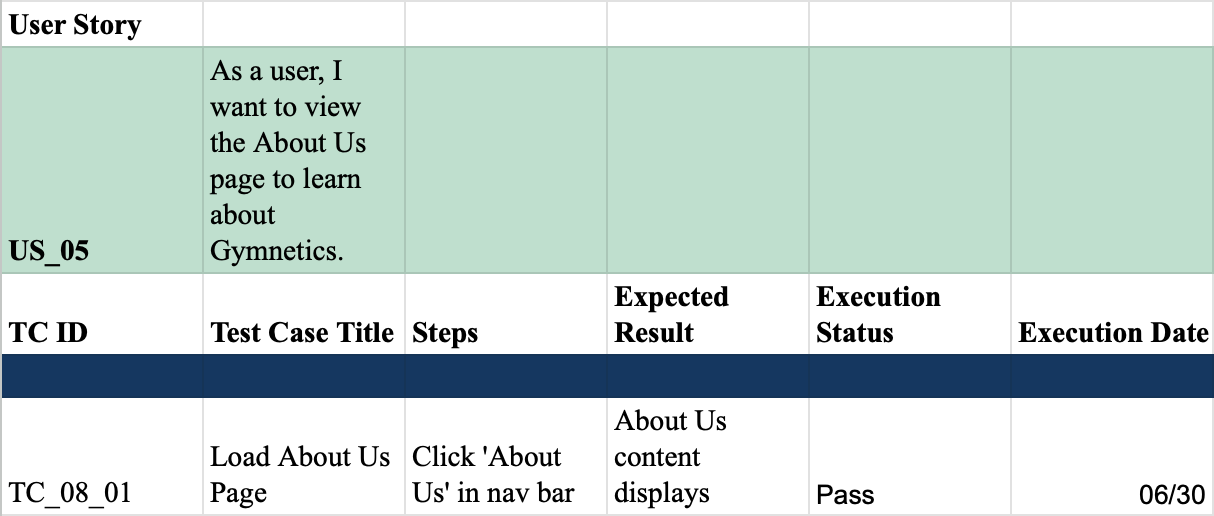 User Story
US_05
As a user, I
want to view
the About Us
page to learn
about
Gymnetics.
TC ID
Test Case Title
Steps
Expected
Result
Execution
Status
Execution Date
TC_08_01
Load About Us
Page
Click 'About
Us' in nav bar
About Us
content
displays
Pass
06/30